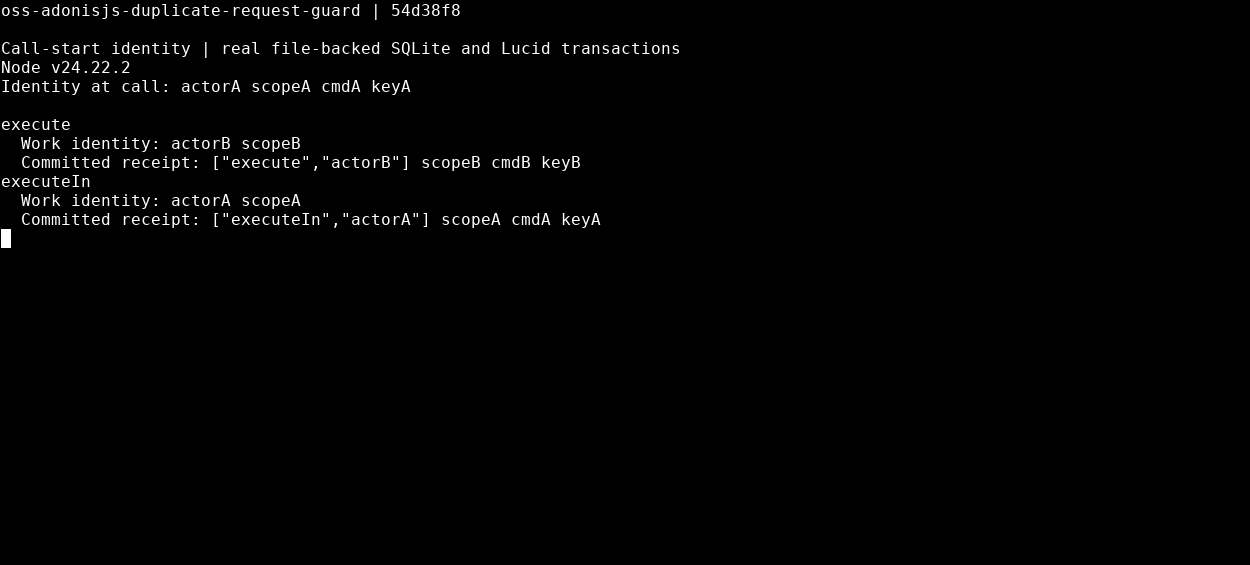 oss-adonisjs-duplicate-request-guard | 54d38f8
Call-start identity | real file-backed SQLite and Lucid transactions
Node v24.22.2
Identity at call: actorA scopeA cmdA keyA
execute
  Work identity: actorB scopeB
  Committed receipt: ["execute","actorB"] scopeB cmdB keyB
executeIn
  Work identity: actorA scopeA
  Committed receipt: ["executeIn","actorA"] scopeA cmdA keyA